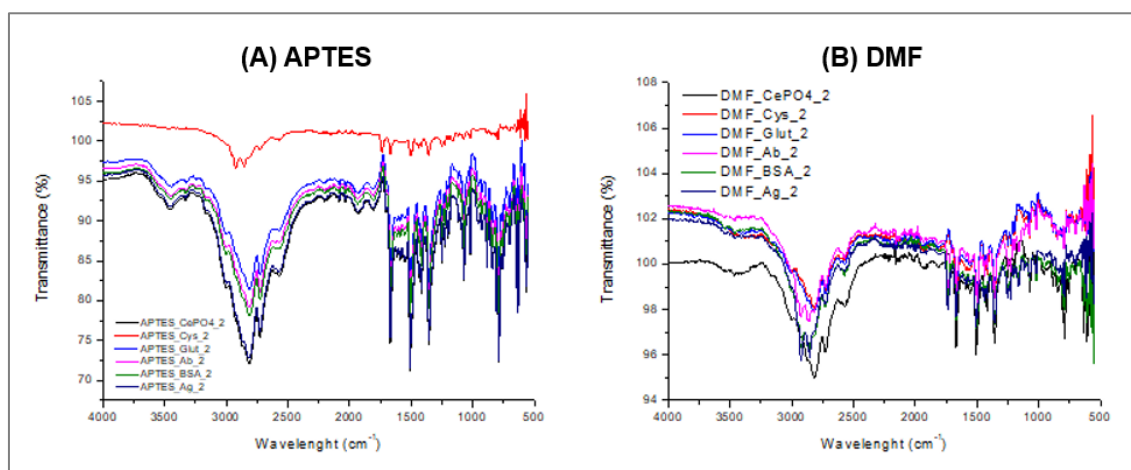 (A) APTES
105
100
95
90
85
80
75
70
Transmittance (%)
APTES_CePO4_2
APTES_Cys_2
APTES_Glut_2
APTES_Ab_2
APTES_BSA_2
APTES_Ag_2
4000 3500 3000 2500 2000 1500 1000 500
Wavelenght (cm⁻¹)
(B) DMF
108
106
104
102
100
98
96
94
Transmittance (%)
DMF_CePO4_2
DMF_Cys_2
DMF_Glut_2
DMF_Ab_2
DMF_BSA_2
DMF_Ag_2
4000 3500 3000 2500 2000 1500 1000 500
Wavelenght (cm⁻¹)